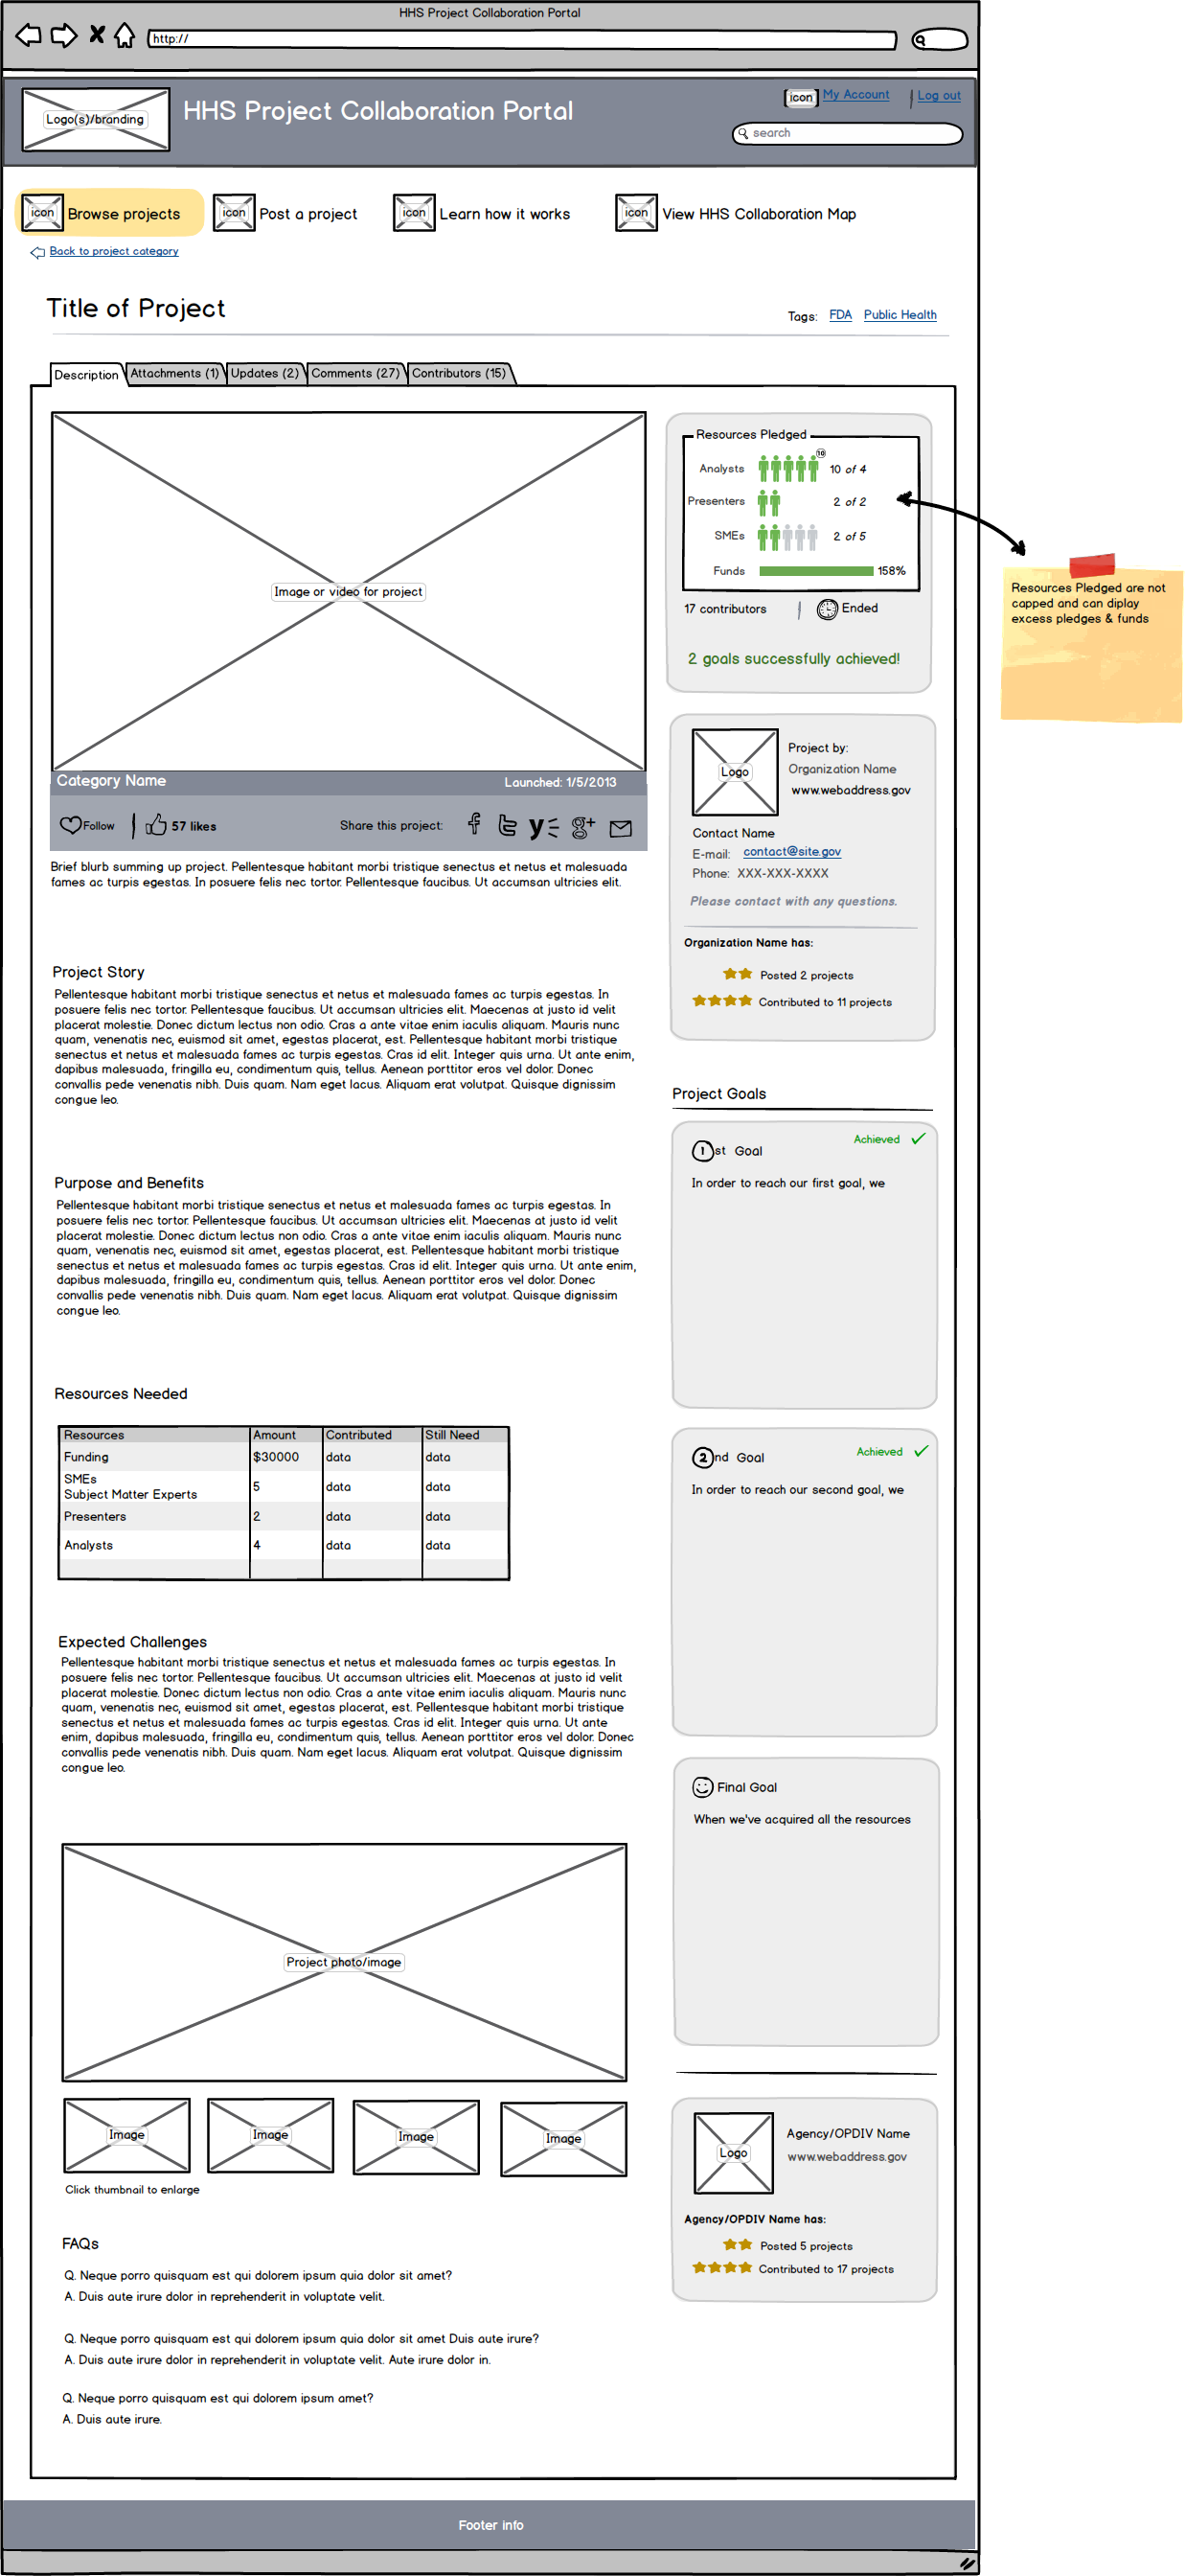 HHS Project Collaboration Portal
http://
Logo(s)/branding
HHS Project Collaboration Portal
icon My Account | Log out
search
icon Browse projects
icon Post a project
icon Learn how it works
icon View HHS Collaboration Map
Back to project category
Title of Project
Tags: FDA Public Health
Description
Attachments (1)
Updates (2)
Comments (27)
Contributors (15)
Image or video for project
Category Name
Launched: 1/5/2013
Follow
57 likes
Share this project:
Brief blurb summing up project. Pellentesque habitant morbi tristique senectus et netus et malesuada
fames ac turpis egestas. In posuere felis nec tortor. Pellentesque faucibus. Ut accumsan ultricies elit.
Project Story
Pellentesque habitant morbi tristique senectus et netus et malesuada fames ac turpis egestas. In
posuere felis nec tortor. Pellentesque faucibus. Ut accumsan ultricies elit. Maecenas at justo id velit
placerat molestie. Donec dictum lectus non odio. Cras a ante vitae enim iaculis aliquam. Mauris nunc
quam, venenatis nec, euismod sit amet, egestas placerat, est. Pellentesque habitant morbi tristique
senectus et netus et malesuada fames ac turpis egestas. Cras id elit. Integer quis urna. Ut ante enim,
dapibus malesuada, fringilla eu, condimentum quis, tellus. Aenean porttitor eros vel dolor. Donec
convallis pede venenatis nibh. Duis quam. Nam eget lacus. Aliquam erat volutpat. Quisque dignissim
congue leo.
Purpose and Benefits
Pellentesque habitant morbi tristique senectus et netus et malesuada fames ac turpis egestas. In
posuere felis nec tortor. Pellentesque faucibus. Ut accumsan ultricies elit. Maecenas at justo id velit
placerat molestie. Donec dictum lectus non odio. Cras a ante vitae enim iaculis aliquam. Mauris nunc
quam, venenatis nec, euismod sit amet, egestas placerat, est. Pellentesque habitant morbi tristique
senectus et netus et malesuada fames ac turpis egestas. Cras id elit. Integer quis urna. Ut ante enim,
dapibus malesuada, fringilla eu, condimentum quis, tellus. Aenean porttitor eros vel dolor. Donec
convallis pede venenatis nibh. Duis quam. Nam eget lacus. Aliquam erat volutpat. Quisque dignissim
congue leo.
Resources Needed
Resources Amount Contributed Still Need
Funding $30000 data data
SMEs
Subject Matter Experts 5 data data
Presenters 2 data data
Analysts 4 data data
Expected Challenges
Pellentesque habitant morbi tristique senectus et netus et malesuada fames ac turpis egestas. In
posuere felis nec tortor. Pellentesque faucibus. Ut accumsan ultricies elit. Maecenas at justo id velit
placerat molestie. Donec dictum lectus non odio. Cras a ante vitae enim iaculis aliquam. Mauris nunc
quam, venenatis nec, euismod sit amet, egestas placerat, est. Pellentesque habitant morbi tristique
senectus et netus et malesuada fames ac turpis egestas. Cras id elit. Integer quis urna. Ut ante
enim, dapibus malesuada, fringilla eu, condimentum quis, tellus. Aenean porttitor eros vel dolor. Donec
convallis pede venenatis nibh. Duis quam. Nam eget lacus. Aliquam erat volutpat. Quisque dignissim
congue leo.
Project photo/image
Image
Image
Image
Image
Click thumbnail to enlarge
FAQs
Q. Neque porro quisquam est qui dolorem ipsum quia dolor sit amet?
A. Duis aute irure dolor in reprehenderit in voluptate velit.
Q. Neque porro quisquam est qui dolorem ipsum quia dolor sit amet Duis aute irure?
A. Duis aute irure dolor in reprehenderit in voluptate velit. Aute irure dolor in.
Q. Neque porro quisquam est qui dolorem ipsum amet?
A. Duis aute irure.
Resources Pledged
Analysts 10 10 of 4
Presenters 2 of 2
SMEs 2 of 5
Funds 158%
17 contributors | Ended
2 goals successfully achieved!
Resources Pledged are not
capped and can diplay
excess pledges & funds
Logo
Project by:
Organization Name
www.webaddress.gov
Contact Name
E-mail: contact@site.gov
Phone: XXX-XXX-XXXX
Please contact with any questions.
Organization Name has:
Posted 2 projects
Contributed to 11 projects
Project Goals
Achieved
1st Goal
In order to reach our first goal, we
Achieved
2nd Goal
In order to reach our second goal, we
Final Goal
When we've acquired all the resources
Logo
Agency/OPDIV Name
www.webaddress.gov
Agency/OPDIV Name has:
Posted 5 projects
Contributed to 17 projects
Footer info